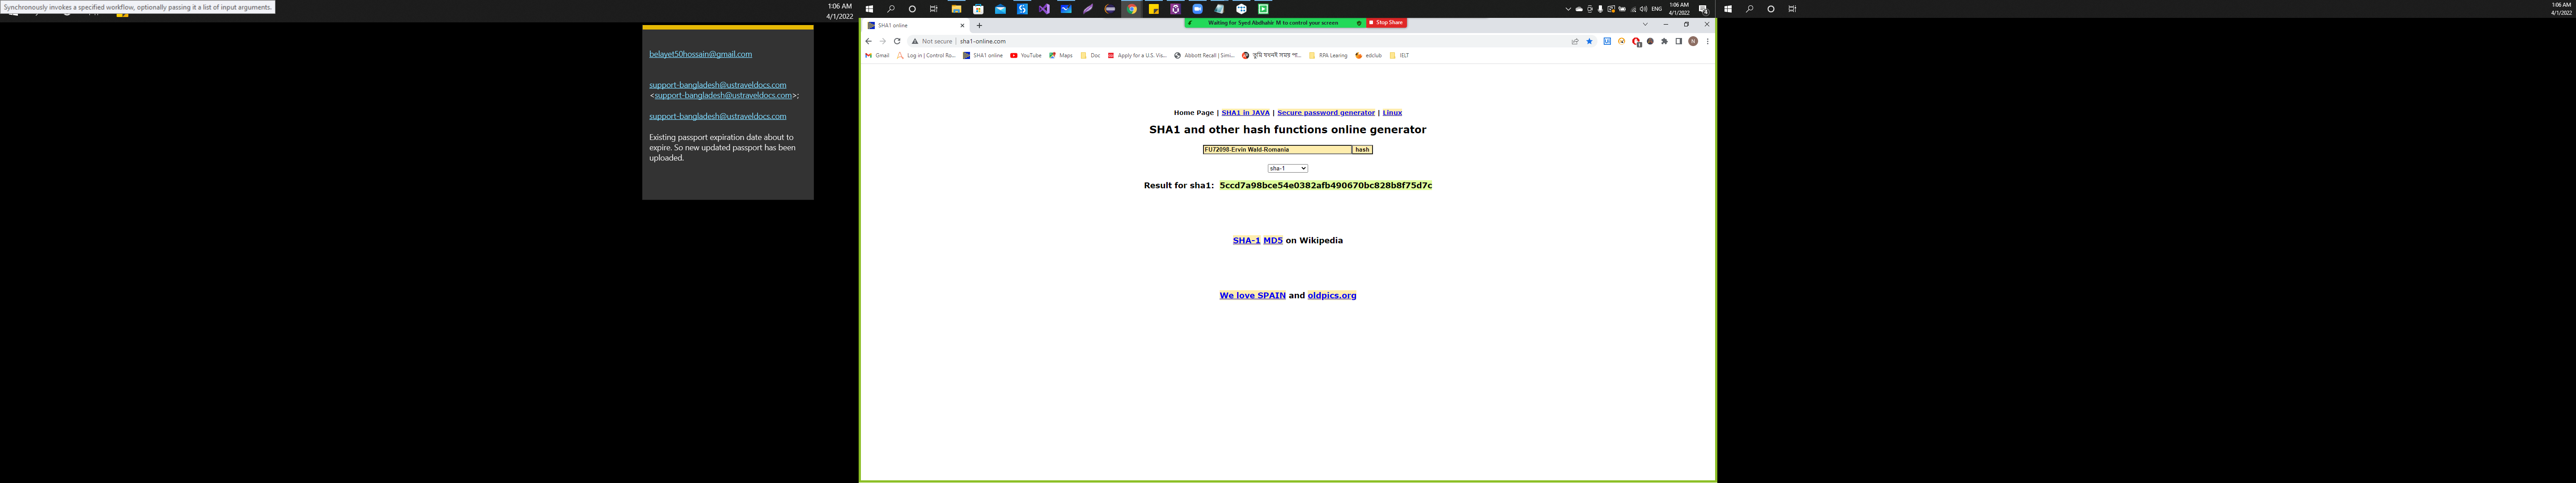 Synchronously invokes a specified workflow, optionally passing it a list of input arguments.
1:06 AM
4/1/2022
belayet50hossain@gmail.com
support-bangladesh@ustraveldocs.com
<support-bangladesh@ustraveldocs.com>;
support-bangladesh@ustraveldocs.com
Existing passport expiration date about to
expire. So new updated passport has been
uploaded.
ENG
1:06 AM
4/1/2022
SHA1 online
Waiting for Syed Abdhahir M to control your screen
Stop Share
Not secure | sha1-online.com
Gmail
Log in | Control Ro...
SHA1 online
YouTube
Maps
Doc
Apply for a U.S. Vis...
Abbott Recall | Simi...
তুমি যখনই সময় পা...
RPA Learing
edclub
IELT
Home Page | SHA1 in JAVA | Secure password generator | Linux
SHA1 and other hash functions online generator
FU72098-Ervin Wald-Romania
hash
sha-1
Result for sha1: 5ccd7a98bce54e0382afb490670bc828b8f75d7c
SHA-1 MD5 on Wikipedia
We love SPAIN and oldpics.org
1:06 AM
4/1/2022